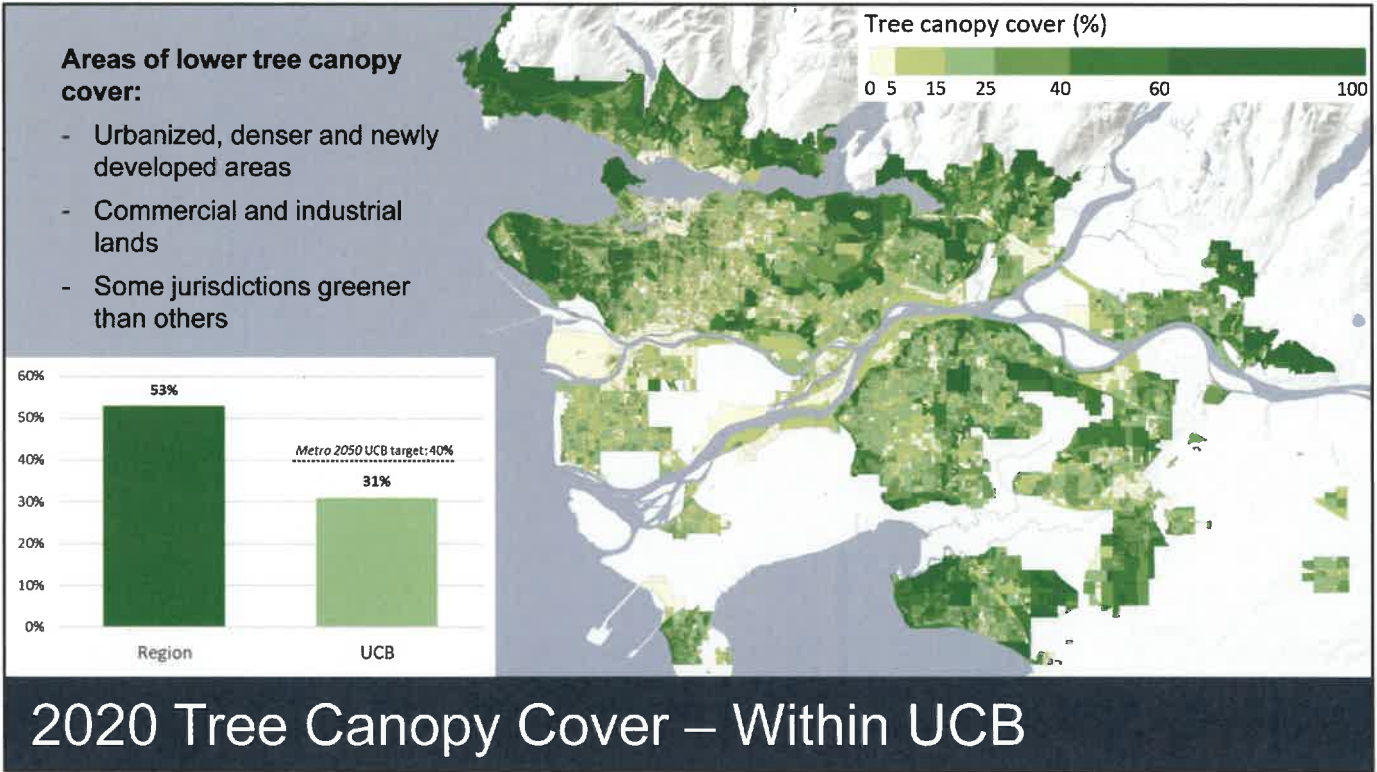 Areas of lower tree canopy
cover:
- Urbanized, denser and newly
developed areas
- Commercial and industrial
lands
- Some jurisdictions greener
than others
Tree canopy cover (%)
0 5 15 25 40 60 100
60%
50%
40%
30%
20%
10%
0%
53%
Metro 2050 UCB target: 40%
31%
Region UCB
2020 Tree Canopy Cover – Within UCB